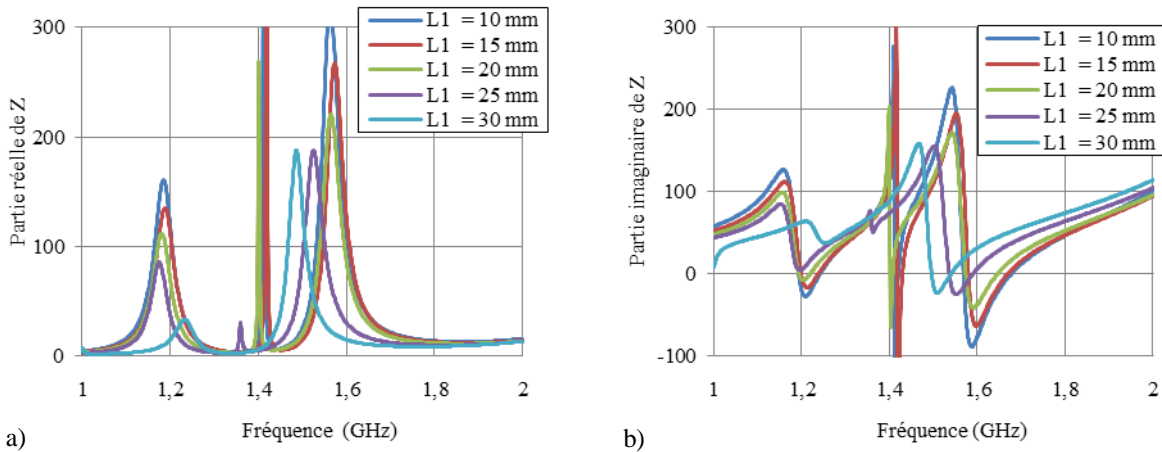 Partie réelle de Z
300
200
100
0
1
1,2
1,4
1,6
1,8
2
Fréquence (GHz)
L1 = 10 mm
L1 = 15 mm
L1 = 20 mm
L1 = 25 mm
L1 = 30 mm
a)
Partie imaginaire de Z
300
200
100
0
-100
1
1,2
1,4
1,6
1,8
2
Fréquence (GHz)
L1 = 10 mm
L1 = 15 mm
L1 = 20 mm
L1 = 25 mm
L1 = 30 mm
b)